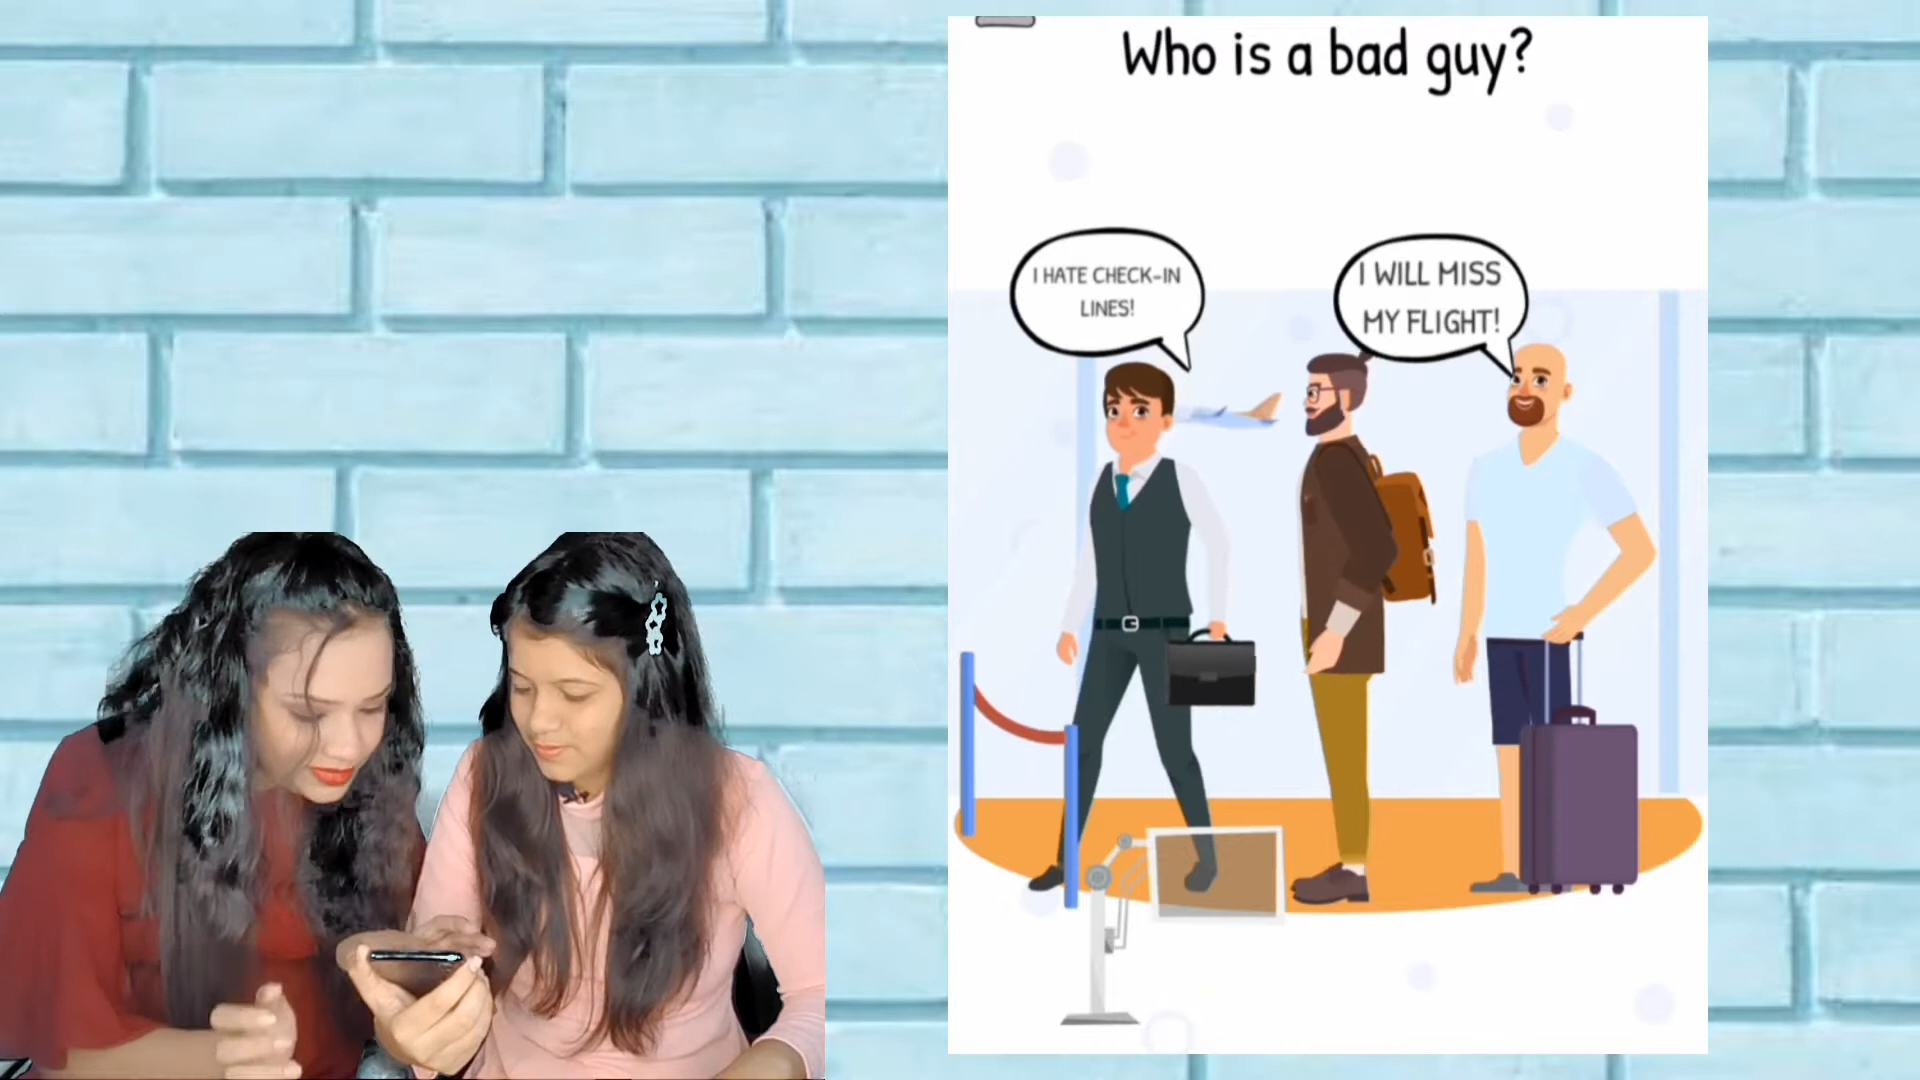 Who is a bad guy?
I HATE CHECK-IN
LINES!
I WILL MISS
MY FLIGHT!